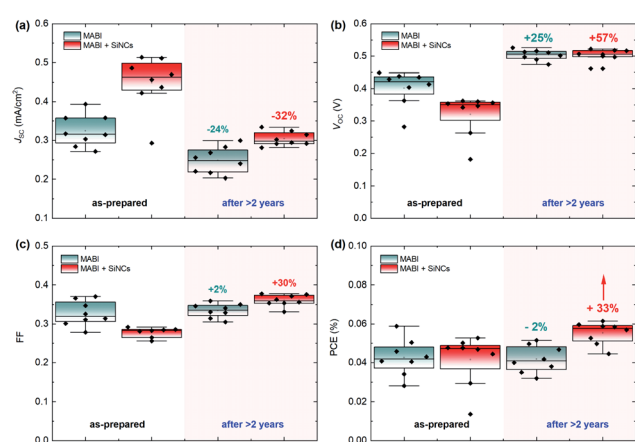 (a)
MABI
MABI + SiNCs
J_SC (mA/cm²)
0.6
0.5
0.4
0.3
0.2
0.1
-24%
-32%
as-prepared
after >2 years
(b)
MABI
MABI + SiNCs
V_OC (V)
0.6
0.5
0.4
0.3
0.2
0.1
0.0
+25%
+57%
as-prepared
after >2 years
(c)
MABI
MABI + SiNCs
FF
0.5
0.4
0.3
0.2
0.1
0.0
+2%
+30%
as-prepared
after >2 years
(d)
MABI
MABI + SiNCs
PCE (%)
0.10
0.08
0.06
0.04
0.02
0.00
- 2%
+ 33%
as-prepared
after >2 years